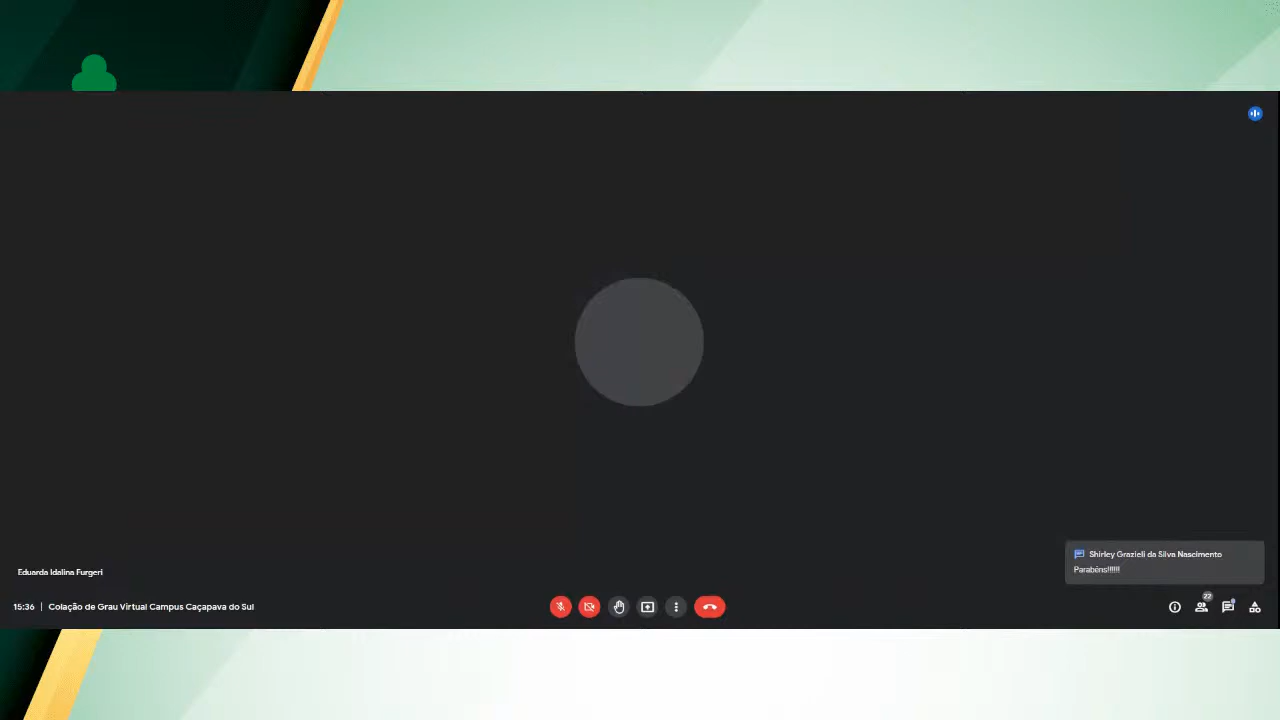 Eduarda Idalina Furgeri
Shirley Grazieli da Silva Nascimento
Parabéns!!!!!!
15:36 | Colação de Grau Virtual Campus Caçapava do Sul
22